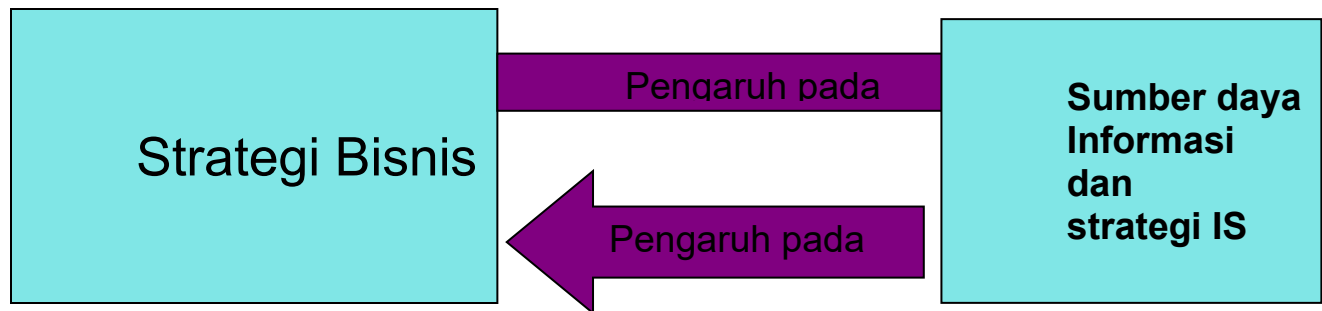 Pengaruh pada
Strategi Bisnis
Sumber daya
Informasi
dan
strategi IS
Pengaruh pada